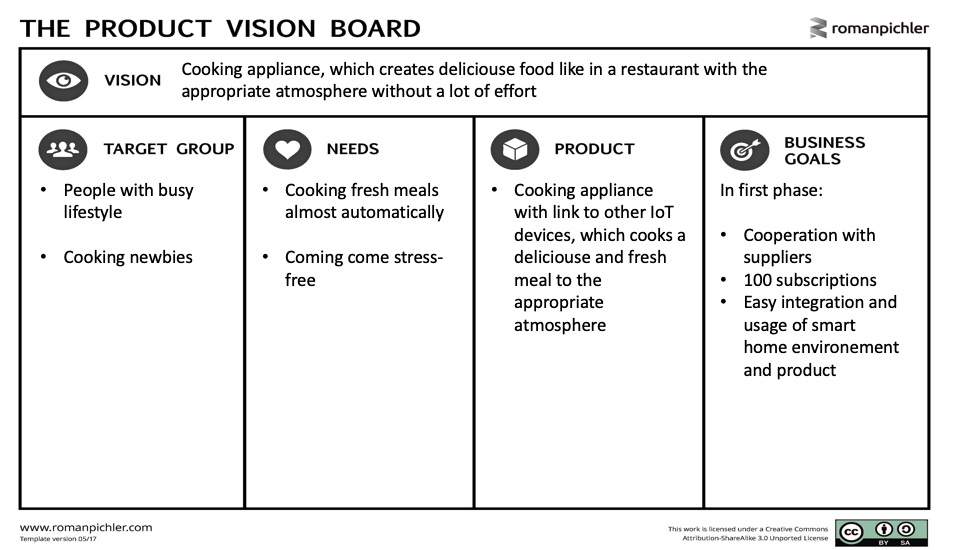 THE PRODUCT VISION BOARD
romanpichler
VISION
Cooking appliance, which creates deliciouse food like in a restaurant with the
appropriate atmosphere without a lot of effort
TARGET GROUP
• People with busy
lifestyle
• Cooking newbies
NEEDS
• Cooking fresh meals
almost automatically
• Coming come stress-
free
PRODUCT
• Cooking appliance
with link to other IoT
devices, which cooks a
deliciouse and fresh
meal to the
appropriate
atmosphere
BUSINESS
GOALS
In first phase:
• Cooperation with
suppliers
• 100 subscriptions
• Easy integration and
usage of smart
home environement
and product
www.romanpichler.com
Template version 05/17
This work is licensed under a Creative Commons
Attribution-ShareAlike 3.0 Unported License
cc
BY SA